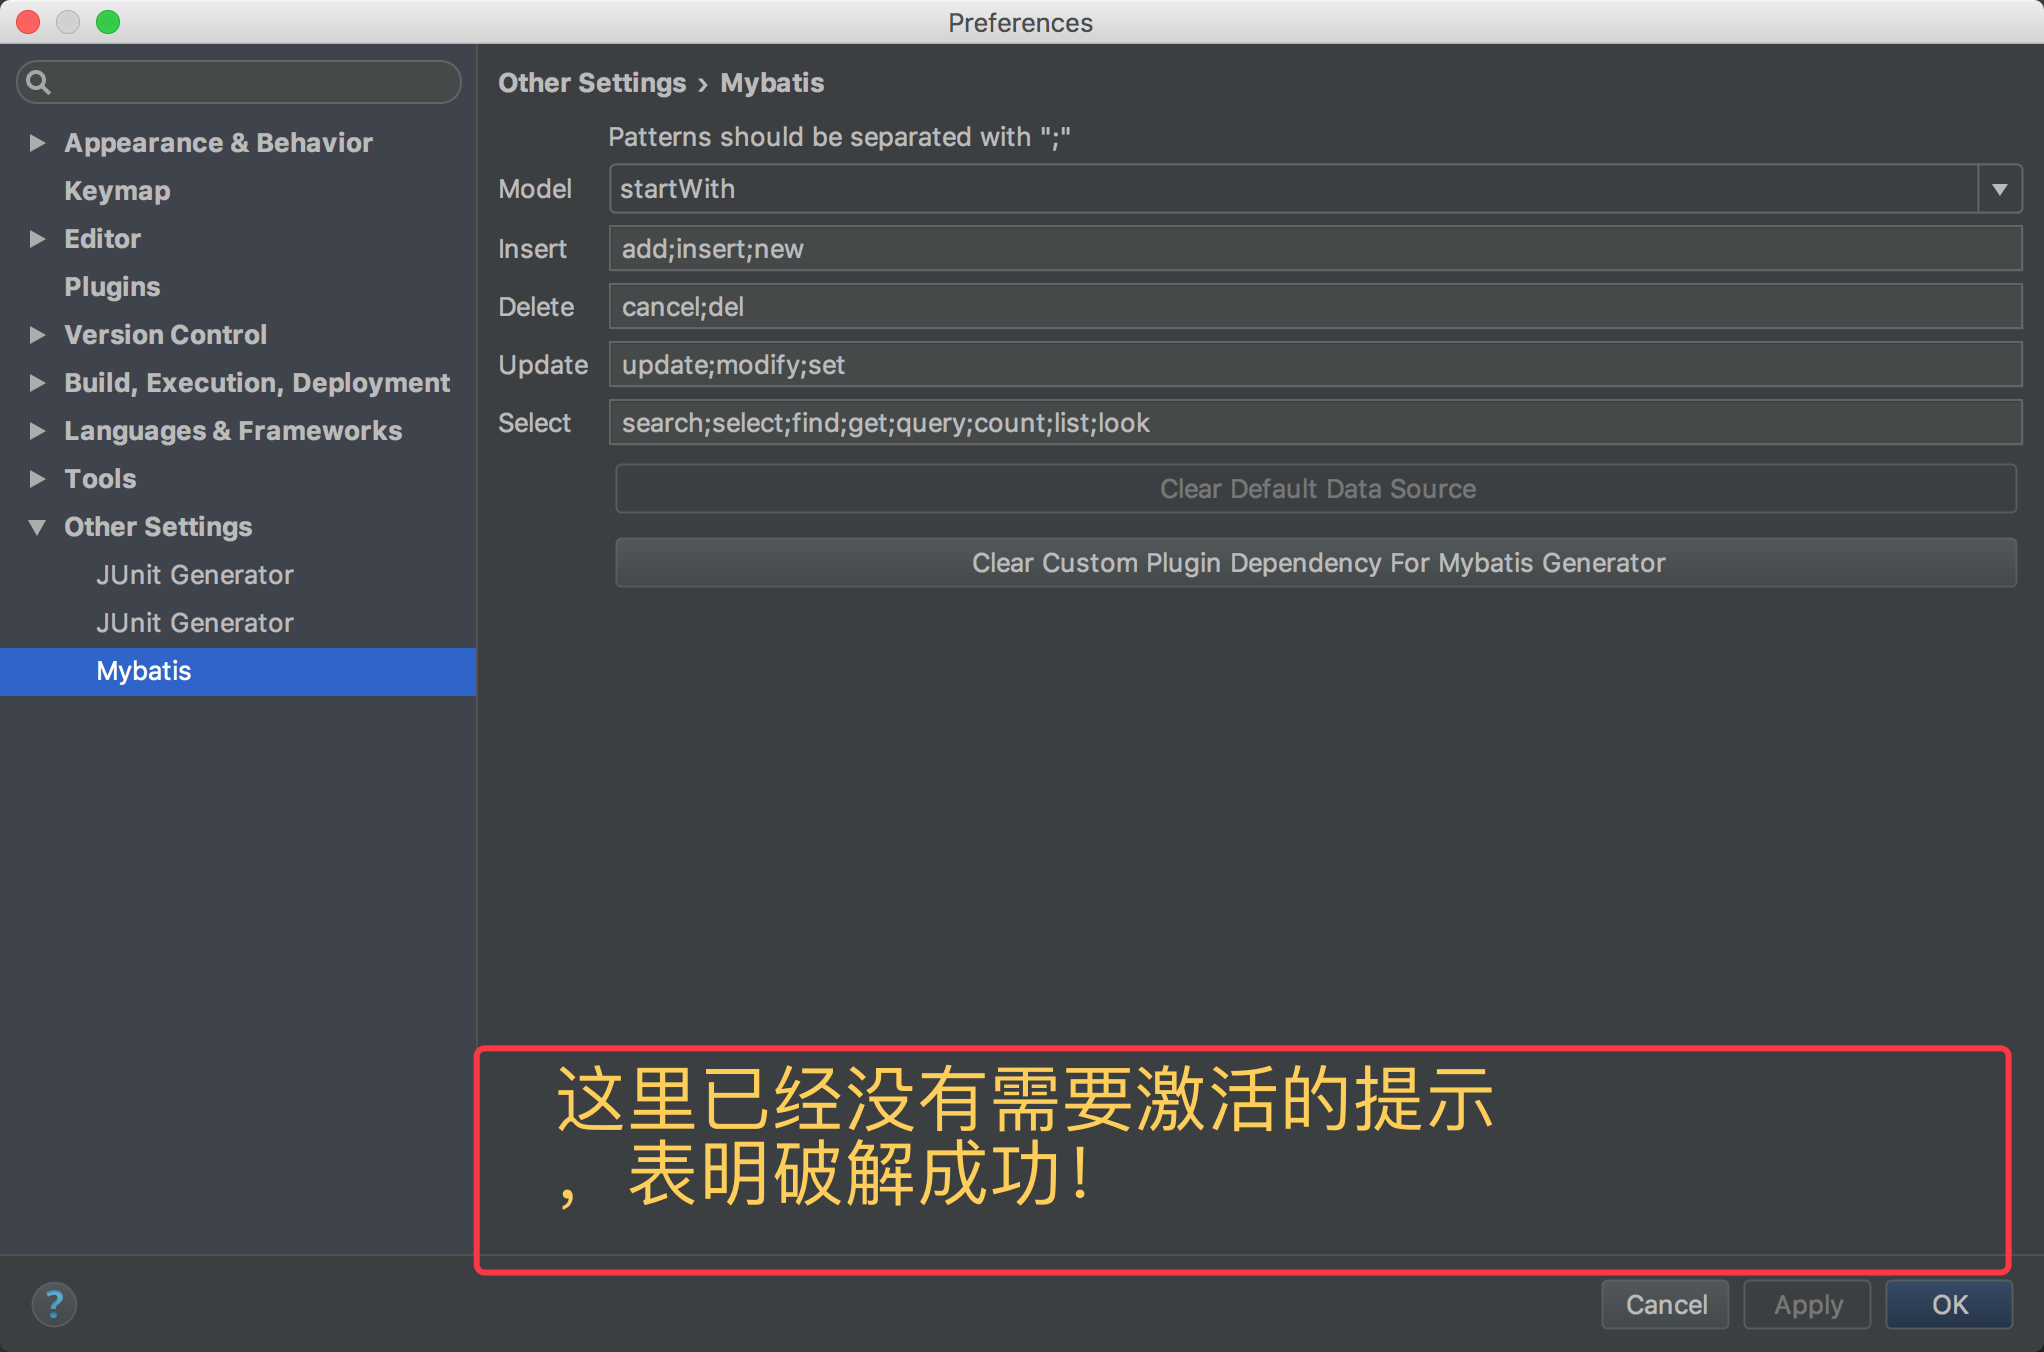 Preferences
Appearance & Behavior
Keymap
Editor
Plugins
Version Control
Build, Execution, Deployment
Languages & Frameworks
Tools
Other Settings
JUnit Generator
JUnit Generator
Mybatis
Other Settings › Mybatis
Patterns should be separated with ";"
Model startWith
Insert add;insert;new
Delete cancel;del
Update update;modify;set
Select search;select;find;get;query;count;list;look
Clear Default Data Source
Clear Custom Plugin Dependency For Mybatis Generator
这里已经没有需要激活的提示
，表明破解成功！
?
Cancel Apply OK